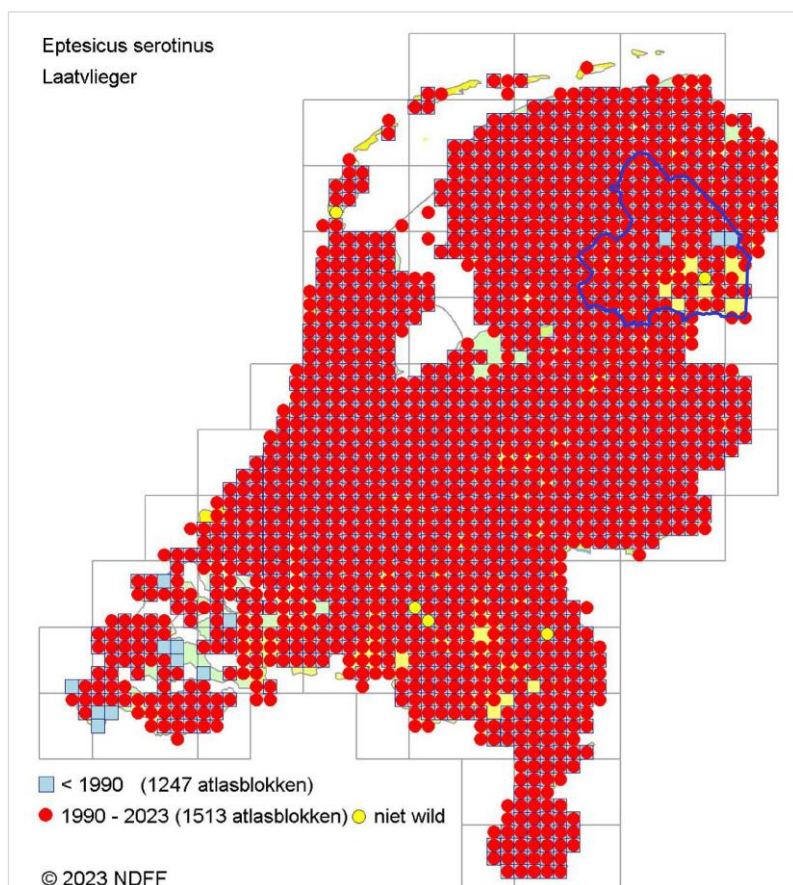 Eptesicus serotinus
Laatvlieger
< 1990 (1247 atlasblokken)
1990 - 2023 (1513 atlasblokken) niet wild
© 2023 NDFF